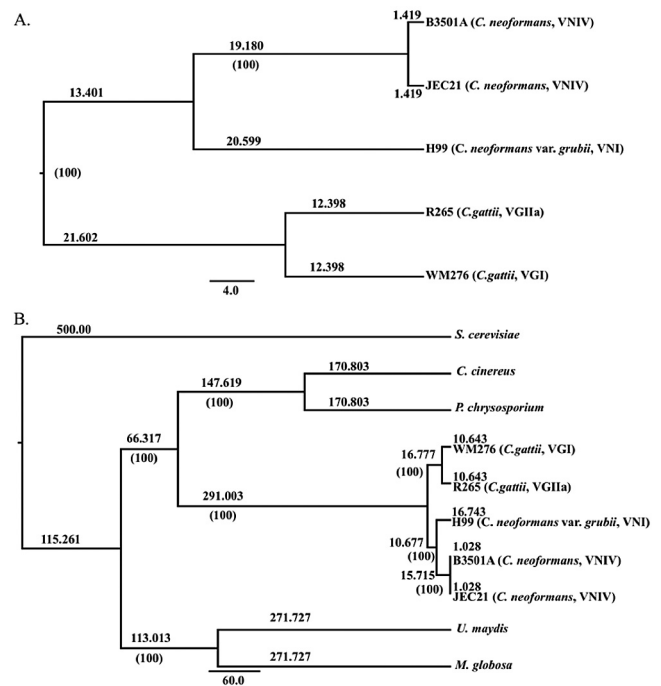 A.
1.419
B3501A (C. neoformans, VNIV)
19.180
(100)
JEC21 (C. neoformans, VNIV)
1.419
13.401
20.599
H99 (C. neoformans var. grubii, VNI)
(100)
12.398
R265 (C.gattii, VGIIa)
21.602
12.398
WM276 (C.gattii, VGI)
4.0
B.
500.00
S. cerevisiae
170.803
C. cinereus
147.619
(100)
170.803
P. chrysosporium
66.317
(100)
10.643
WM276 (C.gattii, VGI)
16.777
(100)
10.643
R265 (C.gattii, VGIIa)
291.003
(100)
16.743
H99 (C. neoformans var. grubii, VNI)
115.261
10.677
(100)
1.028
B3501A (C. neoformans, VNIV)
15.715
(100)
1.028
JEC21 (C. neoformans, VNIV)
271.727
U. maydis
113.013
(100)
271.727
M. globosa
60.0